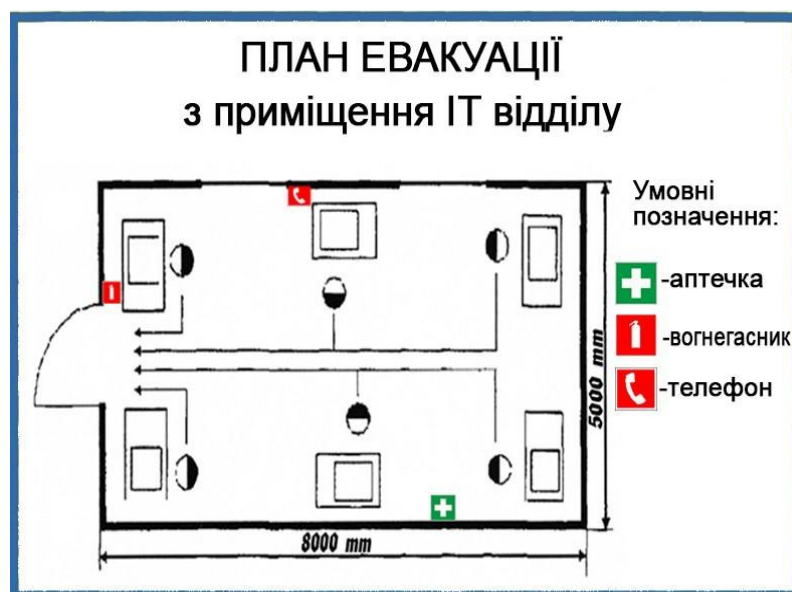 ПЛАН ЕВАКУАЦІЇ
з приміщення ІТ відділу
Умовні
позначення:
-аптечка
-вогнегасник
-телефон
5000 mm
8000 mm